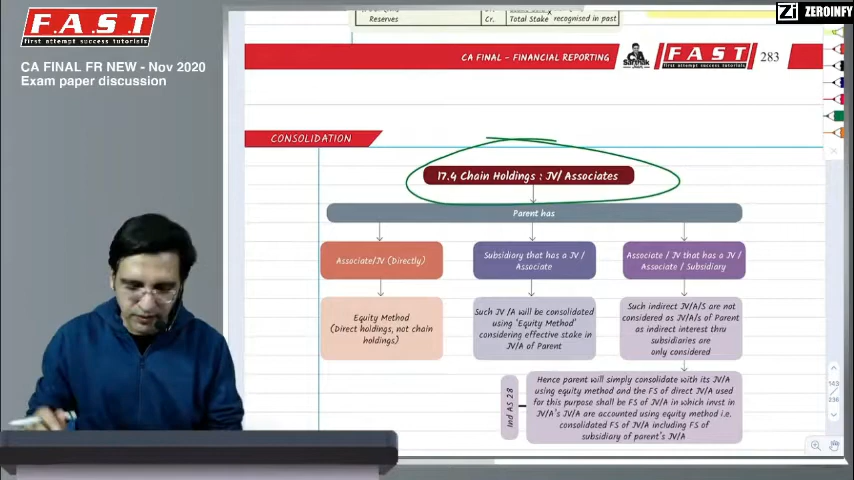 Reserves
Cr.
Total Stake recognised in past
ZEROINFY
F.A.S.T
first attempt success tutorials
CA FINAL FR NEW - Nov 2020
Exam paper discussion
CA FINAL - FINANCIAL REPORTING
Sarthak
F.A.S.T
first attempt success tutorials
283
CONSOLIDATION
17.4 Chain Holdings : JV/ Associates
Parent has
Associate/JV (Directly)
Subsidiary that has a JV /
Associate
Associate / JV that has a JV /
Associate / Subsidiary
Equity Method
(Direct holdings, not chain
holdings)
Such JV /A will be consolidated
using 'Equity Method'
considering effective stake in
JV/A of Parent
Such indirect JV/A/S are not
considered as JV/A/s of Parent
as indirect interest thru
subsidiaries are
only considered
Ind AS 28
Hence parent will simply consolidate with its JV/A
using equity method and the FS of direct JV/A used
for this purpose shall be FS of JV/A in which invst in
JV/A's JV/A are accounted using equity method i.e.
consolidated FS of JV/A including FS of
subsidiary of parent's JV/A
143
/
236